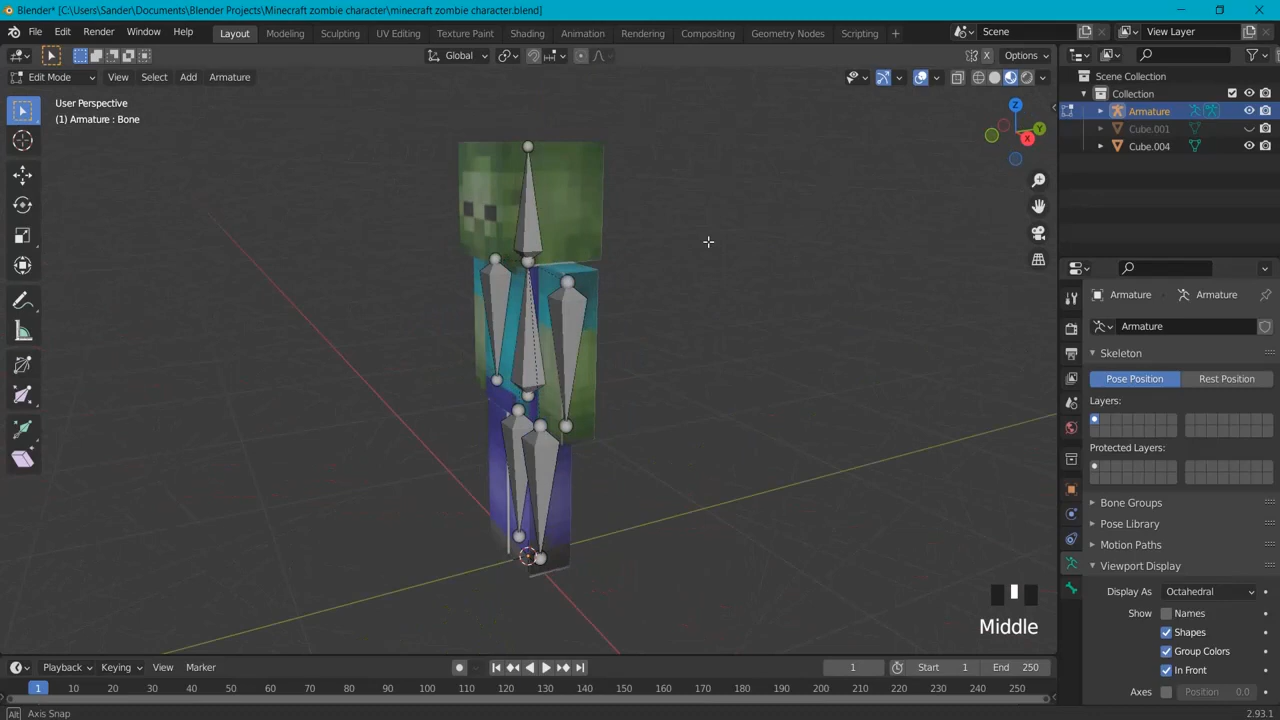 Blender* [C:\Users\Sander\Documents\Blender Projects\Minecraft zombie character\minecraft zombie character.blend]
File Edit Render Window Help Layout Modeling Sculpting UV Editing Texture Paint Shading Animation Rendering Compositing Geometry Nodes Scripting + Scene View Layer
Global X Options
Edit Mode View Select Add Armature
User Perspective
(1) Armature : Bone
Z
Y
X
Scene Collection
Collection
Armature
Cube.001
Cube.004
Armature Armature
Armature
Skeleton
Pose Position Rest Position
Layers:
Protected Layers:
Bone Groups
Pose Library
Motion Paths
Viewport Display
Display As Octahedral
Show Names
Shapes
Group Colors
In Front
Axes Position 0.0
Middle
Playback Keying View Marker 1 Start 1 End 250
1 10 20 30 40 50 60 70 80 90 100 110 120 130 140 150 160 170 180 190 200 210 220 230 240 250
Alt Axis Snap 2.93.1